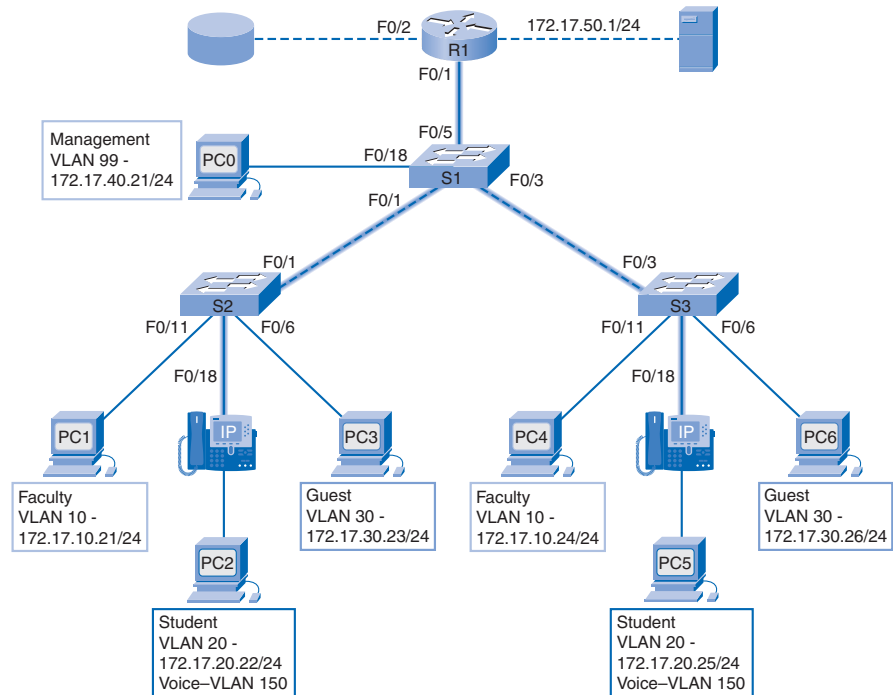 F0/2
R1
172.17.50.1/24
F0/1
Management
VLAN 99 -
172.17.40.21/24
PC0
F0/18
F0/5
S1
F0/1
F0/3
F0/1
S2
F0/11
F0/6
F0/18
F0/3
S3
F0/11
F0/6
F0/18
PC1
IP
PC3
PC4
IP
PC6
Faculty
VLAN 10 -
172.17.10.21/24
Guest
VLAN 30 -
172.17.30.23/24
Faculty
VLAN 10 -
172.17.10.24/24
Guest
VLAN 30 -
172.17.30.26/24
PC2
PC5
Student
VLAN 20 -
172.17.20.22/24
Voice–VLAN 150
Student
VLAN 20 -
172.17.20.25/24
Voice–VLAN 150